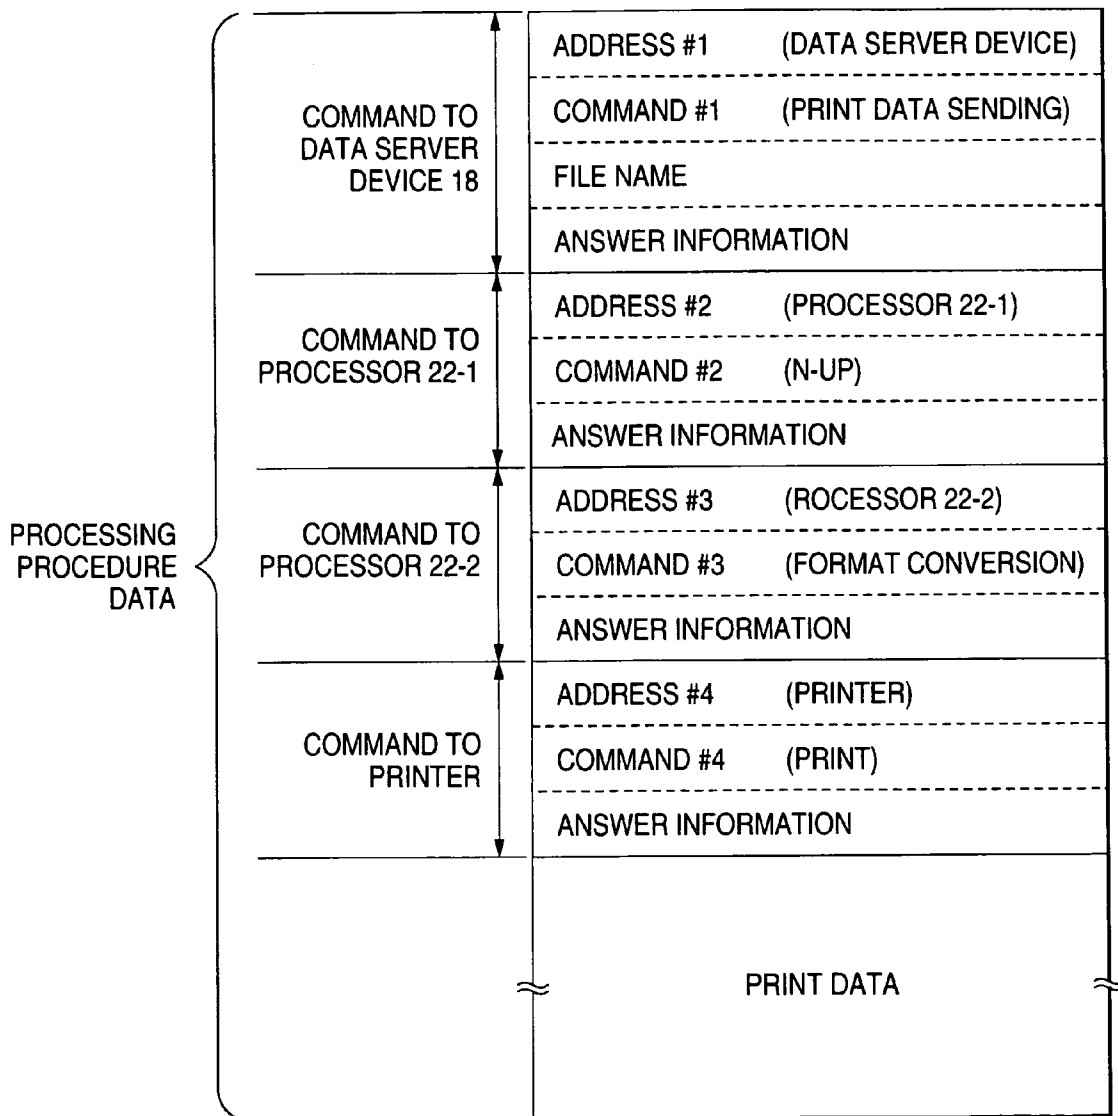 PROCESSING
PROCEDURE
DATA
COMMAND TO
DATA SERVER
DEVICE 18
ADDRESS #1 (DATA SERVER DEVICE)
COMMAND #1 (PRINT DATA SENDING)
FILE NAME
ANSWER INFORMATION
COMMAND TO
PROCESSOR 22-1
ADDRESS #2 (PROCESSOR 22-1)
COMMAND #2 (N-UP)
ANSWER INFORMATION
COMMAND TO
PROCESSOR 22-2
ADDRESS #3 (ROCESSOR 22-2)
COMMAND #3 (FORMAT CONVERSION)
ANSWER INFORMATION
COMMAND TO
PRINTER
ADDRESS #4 (PRINTER)
COMMAND #4 (PRINT)
ANSWER INFORMATION
PRINT DATA